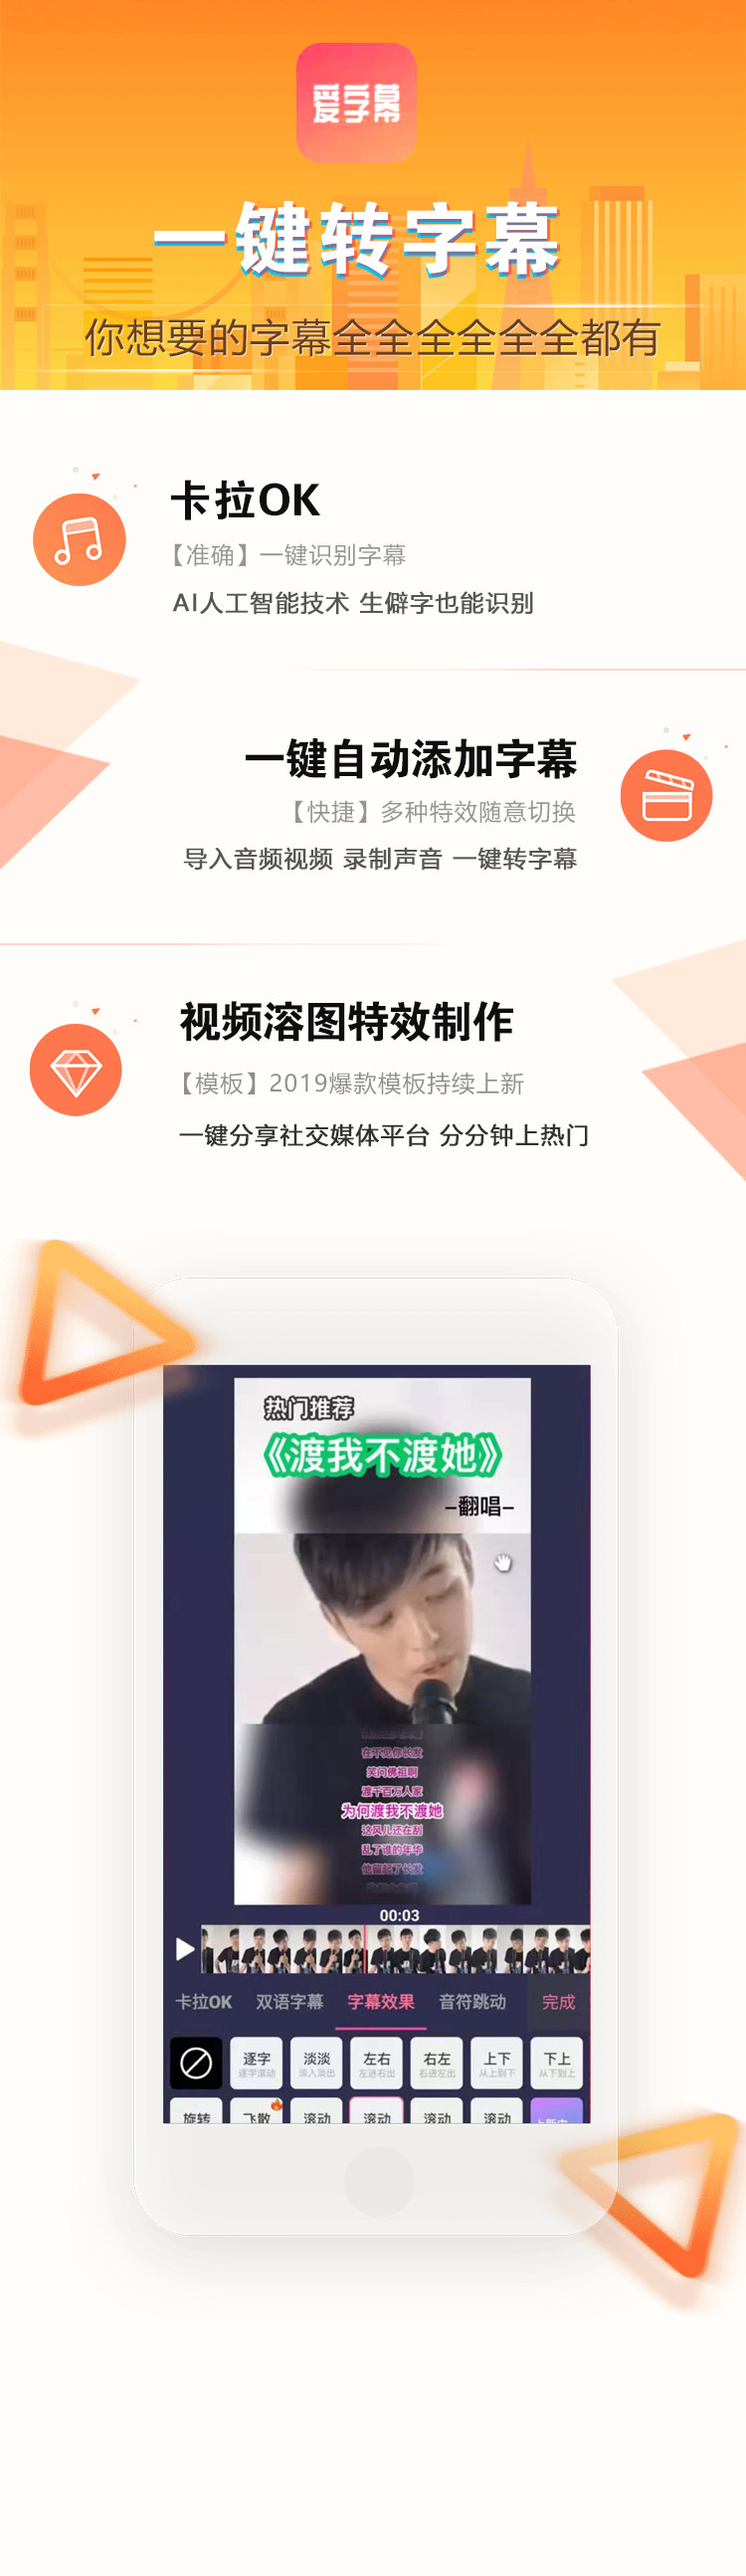 爱字幕
一键转字幕
你想要的字幕全全全全全全都有
卡拉OK
【准确】一键识别字幕
AI人工智能技术 生僻字也能识别
一键自动添加字幕
【快捷】多种特效随意切换
导入音频视频 录制声音 一键转字幕
视频溶图特效制作
【模板】2019爆款模板持续上新
一键分享社交媒体平台 分分钟上热门
热门推荐
《渡我不渡她》
—翻唱—
在不见你长发
笑问佛祖啊
渡千百万人家
为何渡我不渡她
这风儿还在刮
乱了谁的年华
他留起了长发
00:03
卡拉OK 双语字幕 字幕效果 音符跳动 完成
逐字 淡淡 左右 右左 上下 下上
逐字滚动 淡入淡出 左进右出 右进左出 从上到下 从下到上
旋转 飞散 滚动 滚动 滚动 滚动